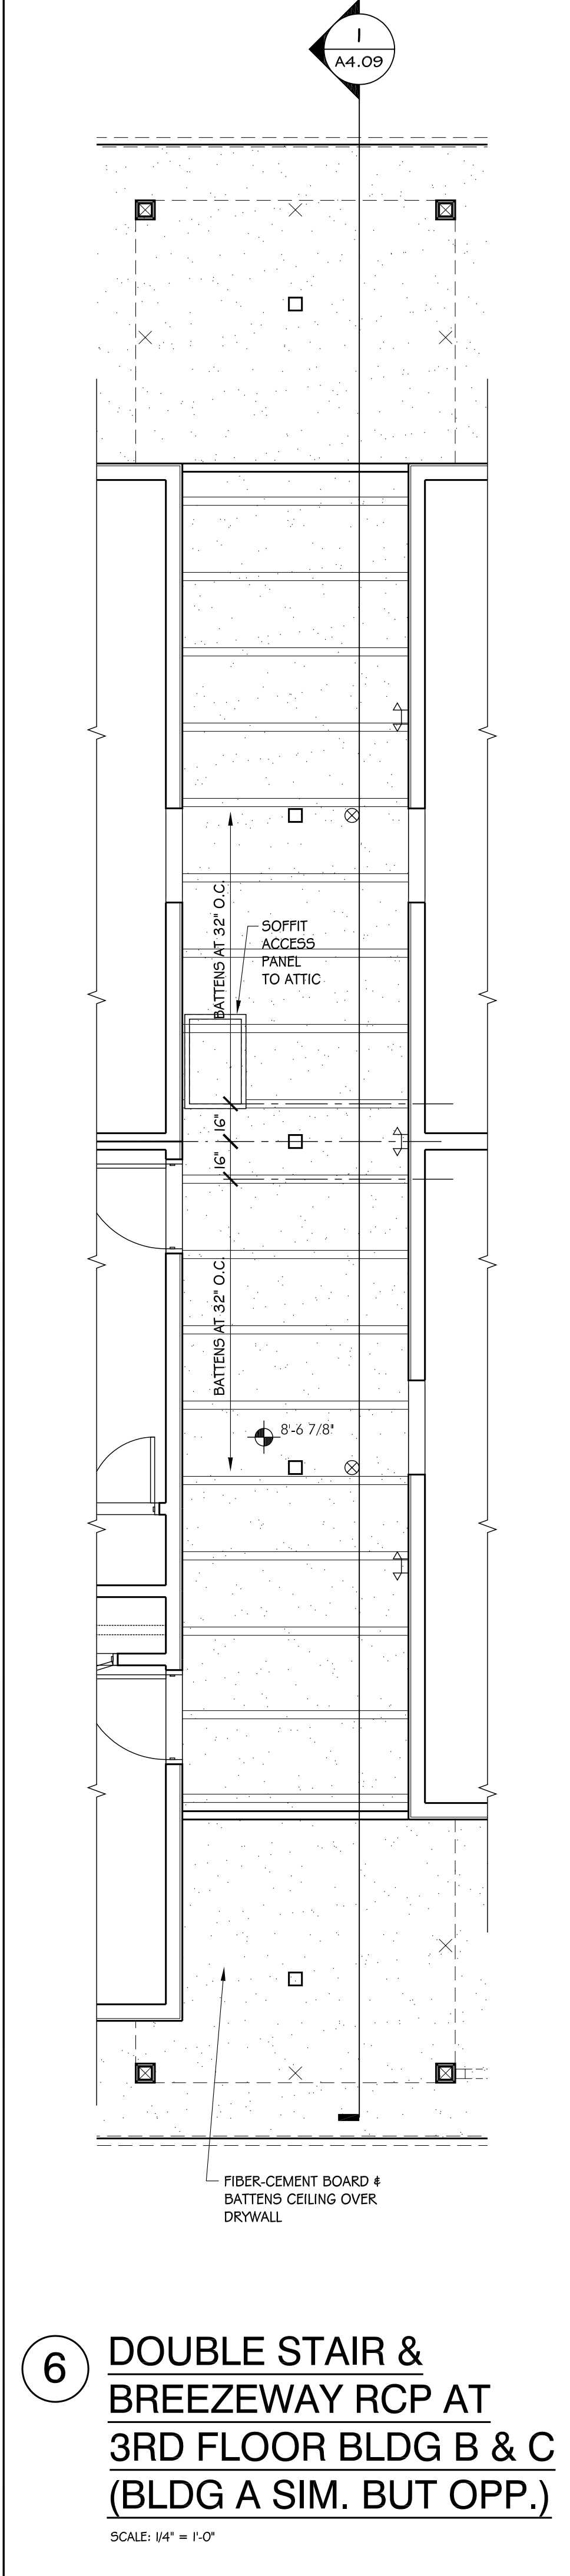 1
A4.09
BATTENS AT 32" O.C.
SOFFIT
ACCESS
PANEL
TO ATTIC
16"
16"
BATTENS AT 32" O.C.
8'-6 7/8"
FIBER-CEMENT BOARD &
BATTENS CEILING OVER
DRYWALL
6
DOUBLE STAIR &
BREEZEWAY RCP AT
3RD FLOOR BLDG B & C
(BLDG A SIM. BUT OPP.)
SCALE: 1/4" = 1'-0"